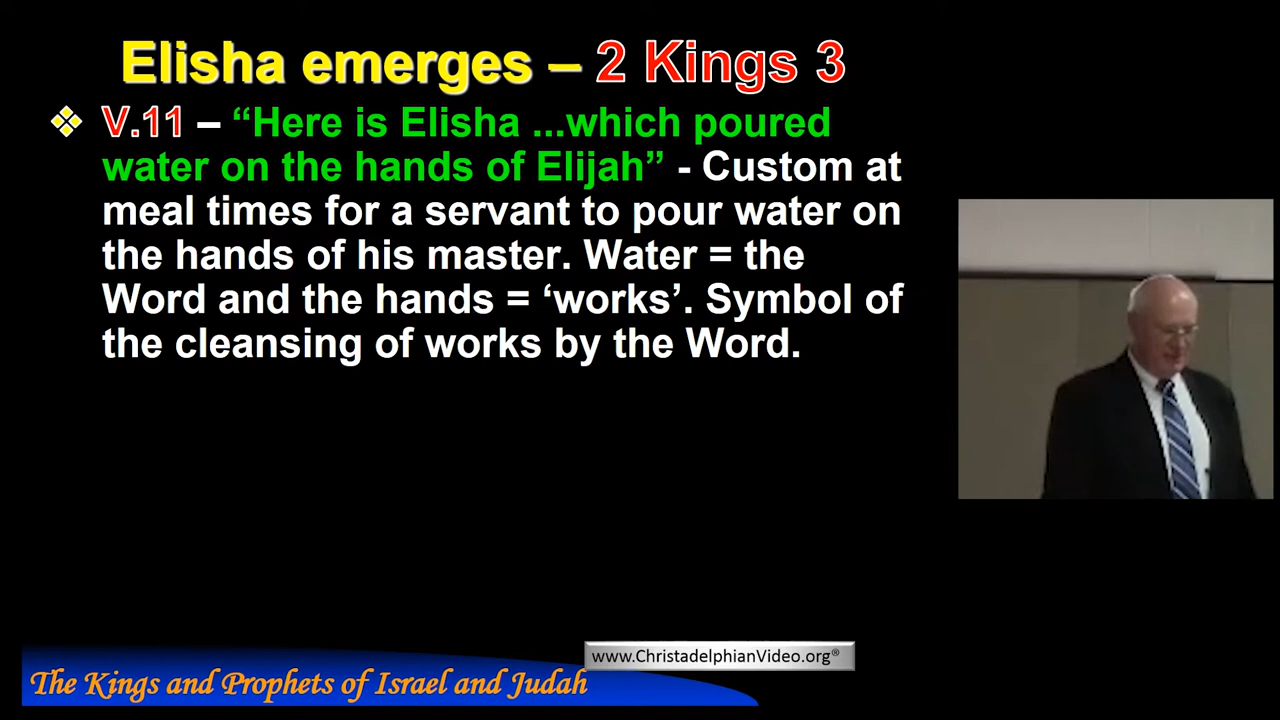 Elisha emerges – 2 Kings 3
❖ V.11 – “Here is Elisha ...which poured
water on the hands of Elijah” - Custom at
meal times for a servant to pour water on
the hands of his master. Water = the
Word and the hands = ‘works’. Symbol of
the cleansing of works by the Word.
www.ChristadelphianVideo.org®
The Kings and Prophets of Israel and Judah